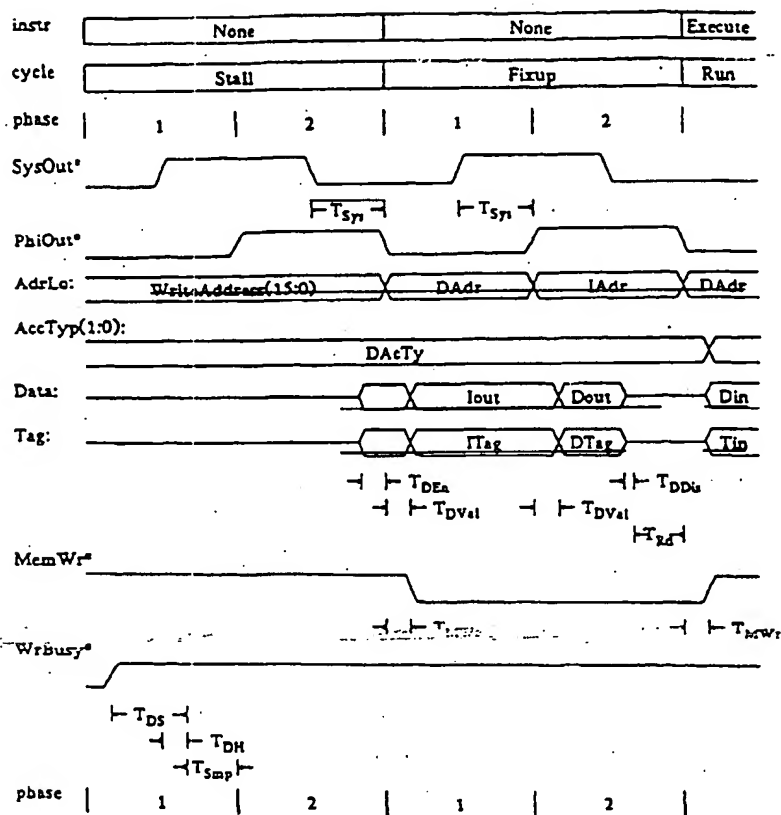 instr None None Execute
cycle Stall Fixup Run
phase 1 2 1 2
SysOut*
TSys TSys
PhiOut*
AdrLo: Write Address(15:0) DAdr IAdr DAdr
AccTyp(1:0):
DAcTy
Data: Iout Dout Din
Tag: ITag DTag Tin
TDEn TDDis
TDVal TDVal
TRd
MemWr*
TMWr
WrBusy*
TDS
TDH
TSmp
phase 1 2 1 2